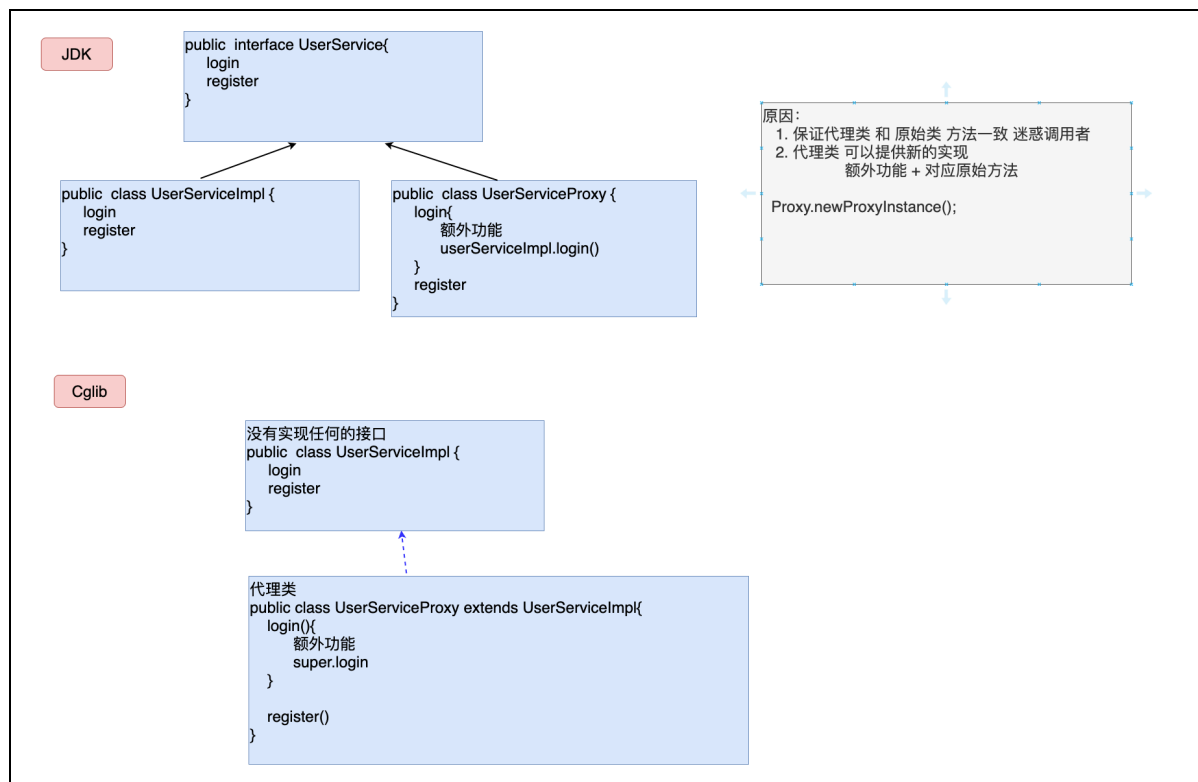 JDK
public  interface UserService{
login
register
}
原因：
1. 保证代理类 和 原始类 方法一致 迷惑调用者
2. 代理类 可以提供新的实现
额外功能 + 对应原始方法
Proxy.newProxyInstance();
public  class UserServiceImpl {
login
register
}
public  class UserServiceProxy {
login{
额外功能
userServiceImpl.login()
}
register
}
Cglib
没有实现任何的接口
public  class UserServiceImpl {
login
register
}
代理类
public class UserServiceProxy extends UserServiceImpl{
login(){
额外功能
super.login
}
register()
}